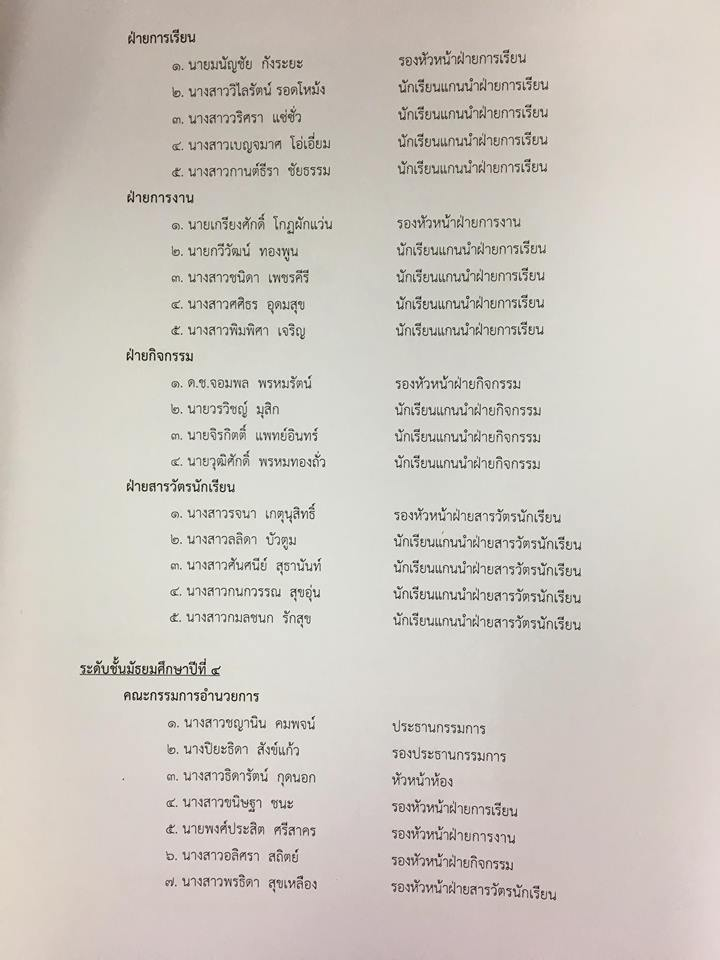 ฝ่ายการเรียน
๑. นายมนัญชัย กังระยะ รองหัวหน้าฝ่ายการเรียน
๒. นางสาววิไลรัตน์ รอดโหม้ง นักเรียนแกนนำฝ่ายการเรียน
๓. นางสาววริศรา แซ่ซั่ว นักเรียนแกนนำฝ่ายการเรียน
๔. นางสาวเบญจมาศ โอ่เอี่ยม นักเรียนแกนนำฝ่ายการเรียน
๕. นางสาวกานต์ธีรา ชัยธรรม นักเรียนแกนนำฝ่ายการเรียน
ฝ่ายการงาน
๑. นายเกรียงศักดิ์ โกฏผักแว่น รองหัวหน้าฝ่ายการงาน
๒. นายกวีวัฒน์ ทองพูน นักเรียนแกนนำฝ่ายการเรียน
๓. นางสาวชนิดา เพชรคีรี นักเรียนแกนนำฝ่ายการเรียน
๔. นางสาวศศิธร อุดมสุข นักเรียนแกนนำฝ่ายการเรียน
๕. นางสาวพิมพิศา เจริญ นักเรียนแกนนำฝ่ายการเรียน
ฝ่ายกิจกรรม
๑. ด.ช.จอมพล พรหมรัตน์ รองหัวหน้าฝ่ายกิจกรรม
๒. นายวรวิชญ์ มุสิก นักเรียนแกนนำฝ่ายกิจกรรม
๓. นายจิรกิตติ์ แพทย์อินทร์ นักเรียนแกนนำฝ่ายกิจกรรม
๔. นายวุฒิศักดิ์ พรหมทองถั่ว นักเรียนแกนนำฝ่ายกิจกรรม
ฝ่ายสารวัตรนักเรียน
๑. นางสาวรจนา เกตุนุสิทธิ์ รองหัวหน้าฝ่ายสารวัตรนักเรียน
๒. นางสาวลลิดา บัวตูม นักเรียนแกนนำฝ่ายสารวัตรนักเรียน
๓. นางสาวศันศนีย์ สุธานันท์ นักเรียนแกนนำฝ่ายสารวัตรนักเรียน
๔. นางสาวกนกวรรณ สุขอุ่น นักเรียนแกนนำฝ่ายสารวัตรนักเรียน
๕. นางสาวกมลชนก รักสุข นักเรียนแกนนำฝ่ายสารวัตรนักเรียน
ระดับชั้นมัธยมศึกษาปีที่ ๔
คณะกรรมการอำนวยการ
๑. นางสาวชญานิน คมพจน์ ประธานกรรมการ
๒. นางปิยะธิดา สังข์แก้ว รองประธานกรรมการ
๓. นางสาวธิดารัตน์ กุดนอก หัวหน้าห้อง
๔. นางสาวขนิษฐา ชนะ รองหัวหน้าฝ่ายการเรียน
๕. นายพงศ์ประสิต ศรีสาคร รองหัวหน้าฝ่ายการงาน
๖. นางสาวอลิศรา สถิตย์ รองหัวหน้าฝ่ายกิจกรรม
๗. นางสาวพรธิดา สุขเหลือง รองหัวหน้าฝ่ายสารวัตรนักเรียน